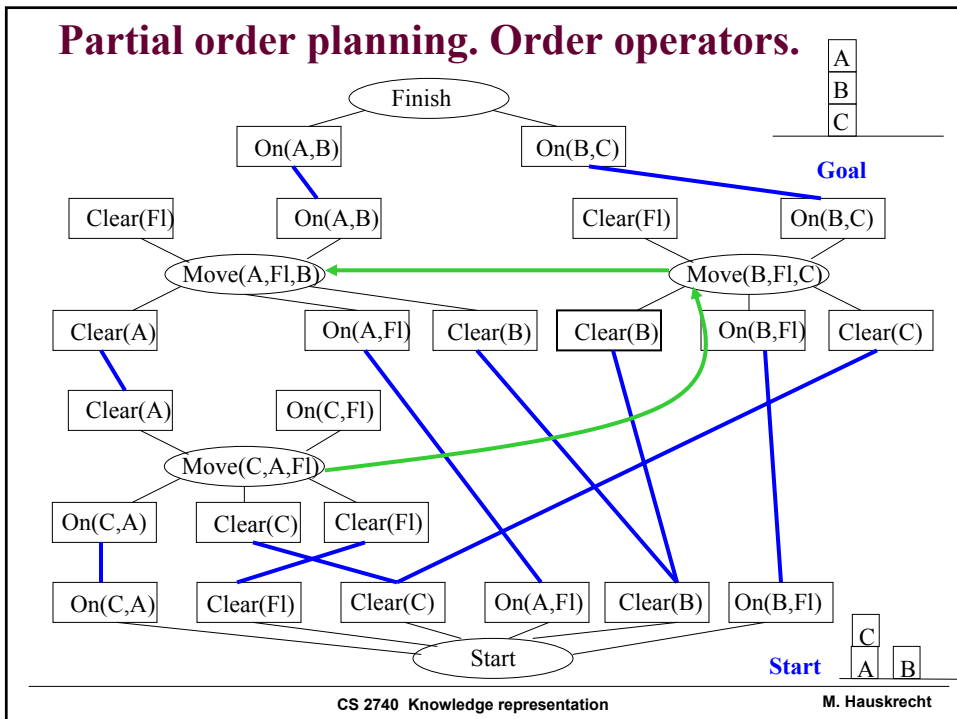 Partial order planning. Order operators.
A
B
C
Finish
On(A,B) On(B,C)
Goal
Clear(Fl) On(A,B) Clear(Fl) On(B,C)
Move(A,Fl,B) Move(B,Fl,C)
Clear(A) On(A,Fl) Clear(B) Clear(B) On(B,Fl) Clear(C)
Clear(A) On(C,Fl)
Move(C,A,Fl)
On(C,A) Clear(C) Clear(Fl)
On(C,A) Clear(Fl) Clear(C) On(A,Fl) Clear(B) On(B,Fl)
C
Start Start A B
CS 2740 Knowledge representation M. Hauskrecht